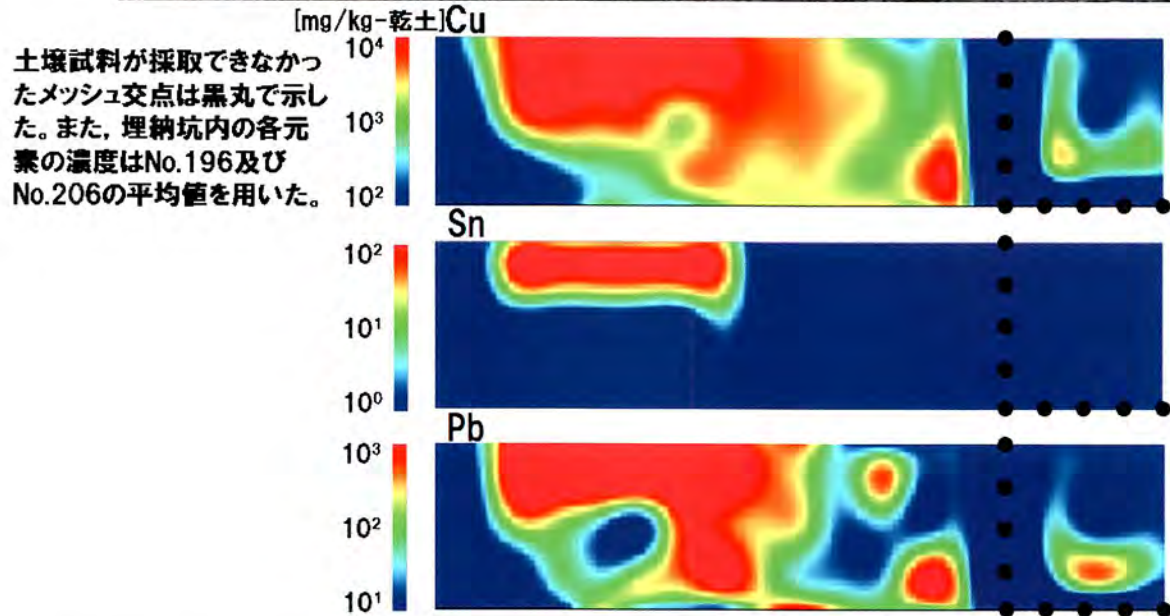 [mg/kg-乾土]Cu
土壌試料が採取できなかっ
たメッシュ交点は黒丸で示し
た。また，埋納坑内の各元
素の濃度はNo.196及び
No.206の平均値を用いた。
10⁴
10³
10²
Sn
10²
10¹
10⁰
Pb
10³
10²
10¹